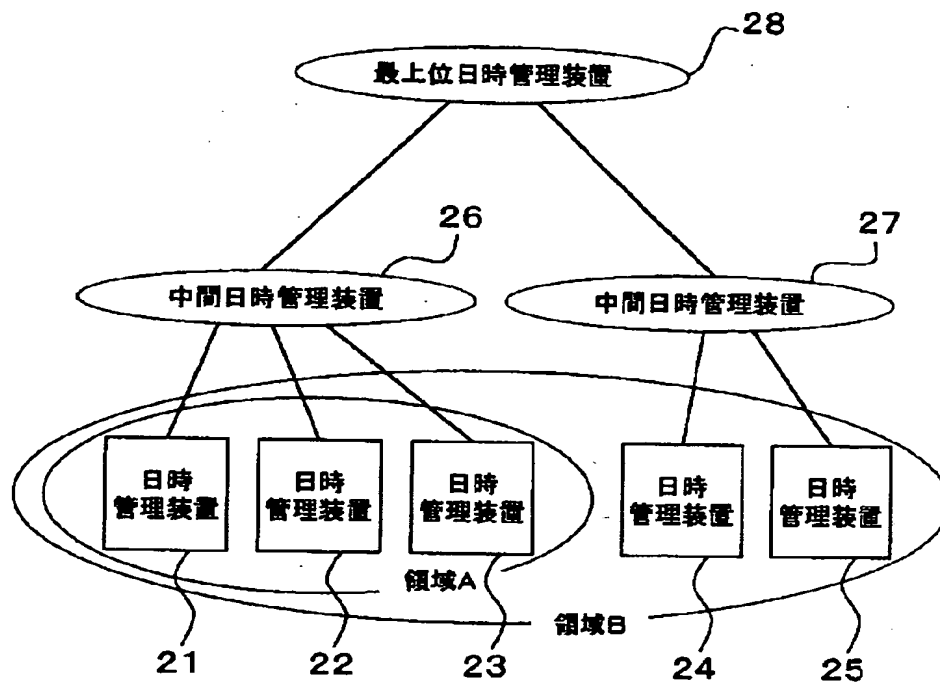 28
最上位日時管理装置
26
27
中間日時管理装置
中間日時管理装置
日時
管理装置
日時
管理装置
日時
管理装置
日時
管理装置
日時
管理装置
領域A
領域B
21
22
23
24
25